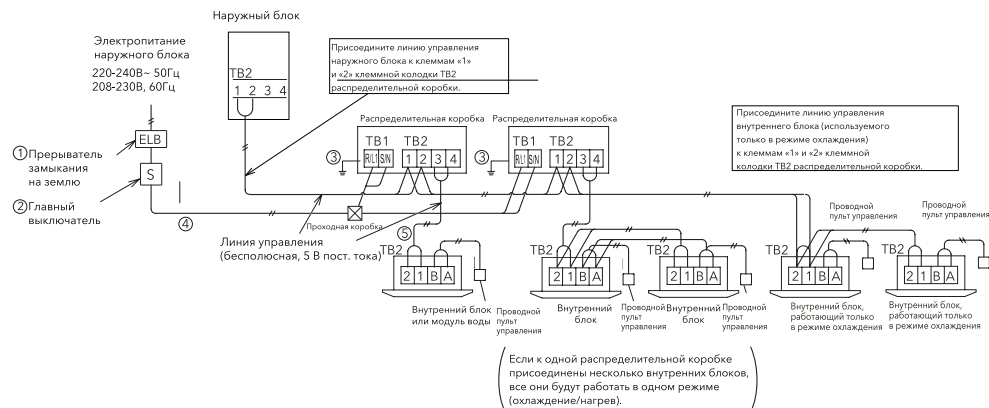 Наружный блок
Электропитание
наружного блока
220-240В~ 50Гц
208-230В, 60Гц
TB2
1 2 3 4
Присоедините линию управления
наружного блока к клеммам «1»
и «2» клеммной колодки TB2
распределительной коробки.
Присоедините линию управления
внутреннего блока (используемого
только в режиме охлаждения)
к клеммам «1» и «2» клеммной
колодки TB2 распределительной коробки.
ELB
① Прерыватель
замыкания
на землю
S
② Главный
выключатель
④
Распределительная коробка
TB1 TB2
③
R/L1 S/N 1 2 3 4
Распределительная коробка
TB1 TB2
③
R/L1 S/N 1 2 3 4
Проходная коробка
⑤
Линия управления
(бесполюсная, 5 В пост. тока)
TB2
2 1 B A
Внутренний блок
или модуль воды
Проводной
пульт
управления
TB2
2 1 B A
Внутренний
блок
Проводной
пульт
управления
TB2
2 1 B A
Внутренний
блок
Проводной
пульт
управления
TB2
2 1 B A
Проводной
пульт управления
Внутренний блок,
работающий только
в режиме охлаждения
TB2
2 1 B A
Проводной
пульт управления
Внутренний блок,
работающий только
в режиме охлаждения
Если к одной распределительной коробке
присоединены несколько внутренних блоков,
все они будут работать в одном режиме
(охлаждение/нагрев).